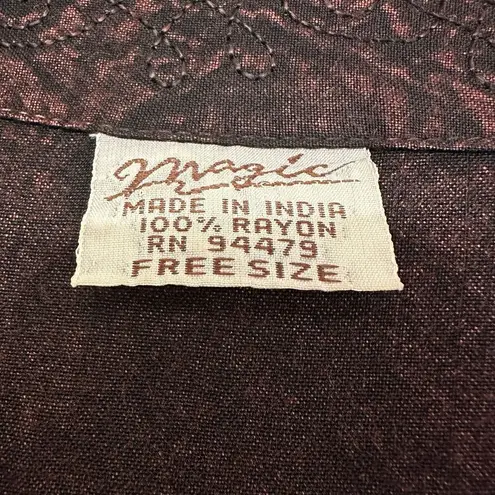 magic
MADE IN INDIA
100% RAYON
RN 94479
FREE SIZE